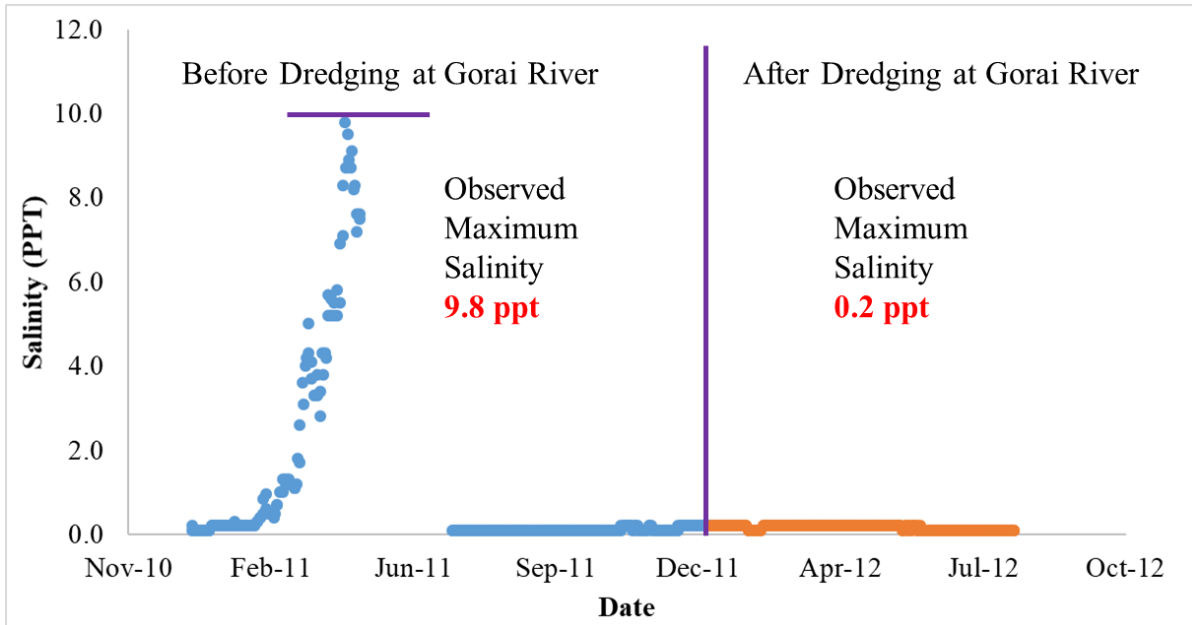 12.0
Before Dredging at Gorai River
After Dredging at Gorai River
10.0
8.0
Observed
Maximum
Salinity
9.8 ppt
Observed
Maximum
Salinity
0.2 ppt
6.0
4.0
2.0
0.0
Salinity (PPT)
Nov-10 Feb-11 Jun-11 Sep-11 Dec-11 Apr-12 Jul-12 Oct-12
Date